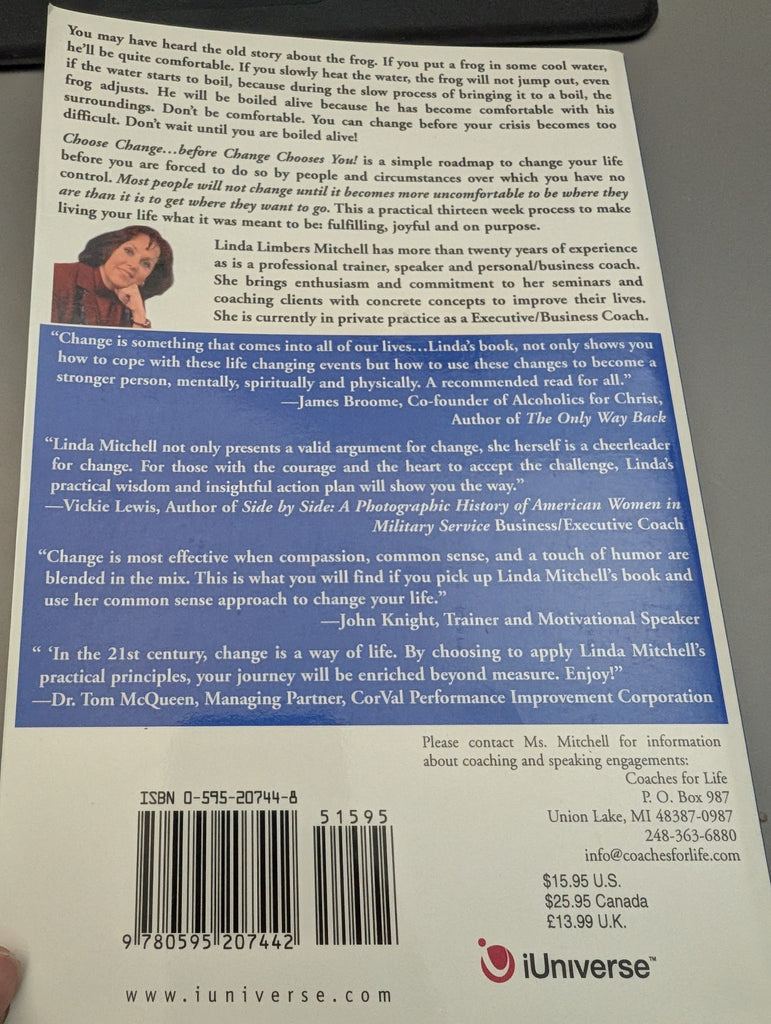 You may have heard the old story about the frog. If you put a frog in some cool water,
he'll be quite comfortable. If you slowly heat the water, the frog will not jump out, even
if the water starts to boil, because during the slow process of bringing it to a boil, the
frog adjusts. He will be boiled alive because he has become comfortable with his
surroundings. Don't be comfortable. You can change before your crisis becomes too
difficult. Don't wait until you are boiled alive!
Choose Change...before Change Chooses You! is a simple roadmap to change your life
before you are forced to do so by people and circumstances over which you have no
control. Most people will not change until it becomes more uncomfortable to be where they
are than it is to get where they want to go. This a practical thirteen week process to make
living your life what it was meant to be: fulfilling, joyful and on purpose.
Linda Limbers Mitchell has more than twenty years of experience
as is a professional trainer, speaker and personal/business coach.
She brings enthusiasm and commitment to her seminars and
coaching clients with concrete concepts to improve their lives.
She is currently in private practice as a Executive/Business Coach.
“Change is something that comes into all of our lives...Linda's book, not only shows you
how to cope with these life changing events but how to use these changes to become a
stronger person, mentally, spiritually and physically. A recommended read for all.”
—James Broome, Co-founder of Alcoholics for Christ,
Author of The Only Way Back
“Linda Mitchell not only presents a valid argument for change, she herself is a cheerleader
for change. For those with the courage and the heart to accept the challenge, Linda's
practical wisdom and insightful action plan will show you the way.”
—Vickie Lewis, Author of Side by Side: A Photographic History of American Women in
Military Service Business/Executive Coach
“Change is most effective when compassion, common sense, and a touch of humor are
blended in the mix. This is what you will find if you pick up Linda Mitchell's book and
use her common sense approach to change your life.”
—John Knight, Trainer and Motivational Speaker
“ ‘In the 21st century, change is a way of life. By choosing to apply Linda Mitchell's
practical principles, your journey will be enriched beyond measure. Enjoy!”
—Dr. Tom McQueen, Managing Partner, CorVal Performance Improvement Corporation
Please contact Ms. Mitchell for information
about coaching and speaking engagements:
Coaches for Life
P. O. Box 987
Union Lake, MI 48387-0987
248-363-6880
info@coachesforlife.com
ISBN 0-595-20744-8
51595
9 780595 207442
$15.95 U.S.
$25.95 Canada
£13.99 U.K.
iUniverse™
www.iuniverse.com